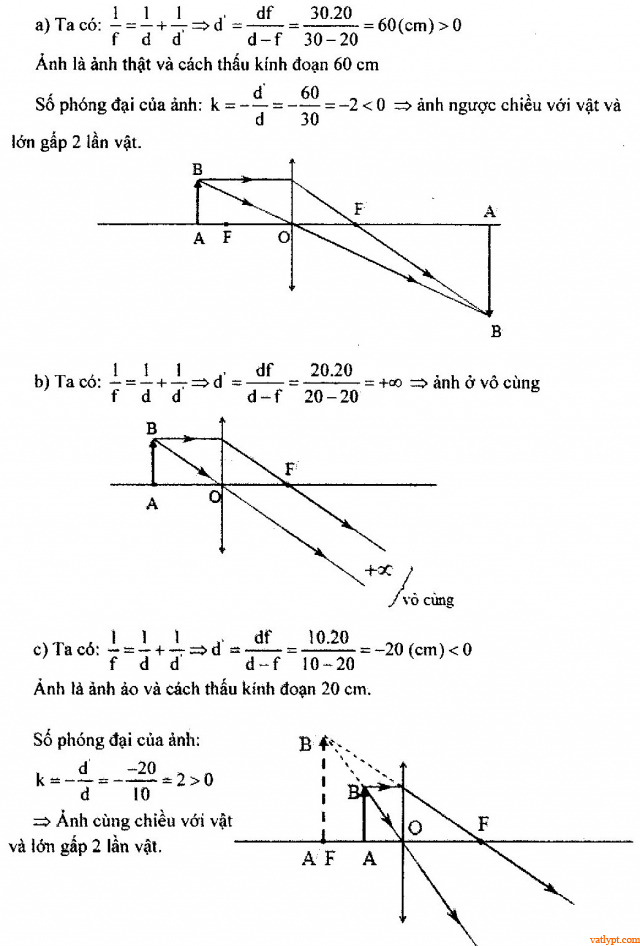 a) Ta có: 1/f = 1/d + 1/d' ⇒ d' = df/(d – f) = 30.20/(30 – 20) = 60 (cm) > 0
Ảnh là ảnh thật và cách thấu kính đoạn 60 cm
Số phóng đại của ảnh: k = – d'/d = – 60/30 = –2 < 0 ⇒ ảnh ngược chiều với vật và
lớn gấp 2 lần vật.
B
F
A
A
F
O
B
b) Ta có: 1/f = 1/d + 1/d' ⇒ d' = df/(d – f) = 20.20/(20 – 20) = +∞ ⇒ ảnh ở vô cùng
B
F
A
O
+∞
vô cùng
c) Ta có: 1/f = 1/d + 1/d' ⇒ d' = df/(d – f) = 10.20/(10 – 20) = –20 (cm) < 0
Ảnh là ảnh ảo và cách thấu kính đoạn 20 cm.
Số phóng đại của ảnh:
k = – d'/d = – –20/10 = 2 > 0
⇒ Ảnh cùng chiều với vật
và lớn gấp 2 lần vật.
B
B
O
F
A
F
A
vatlypt.com